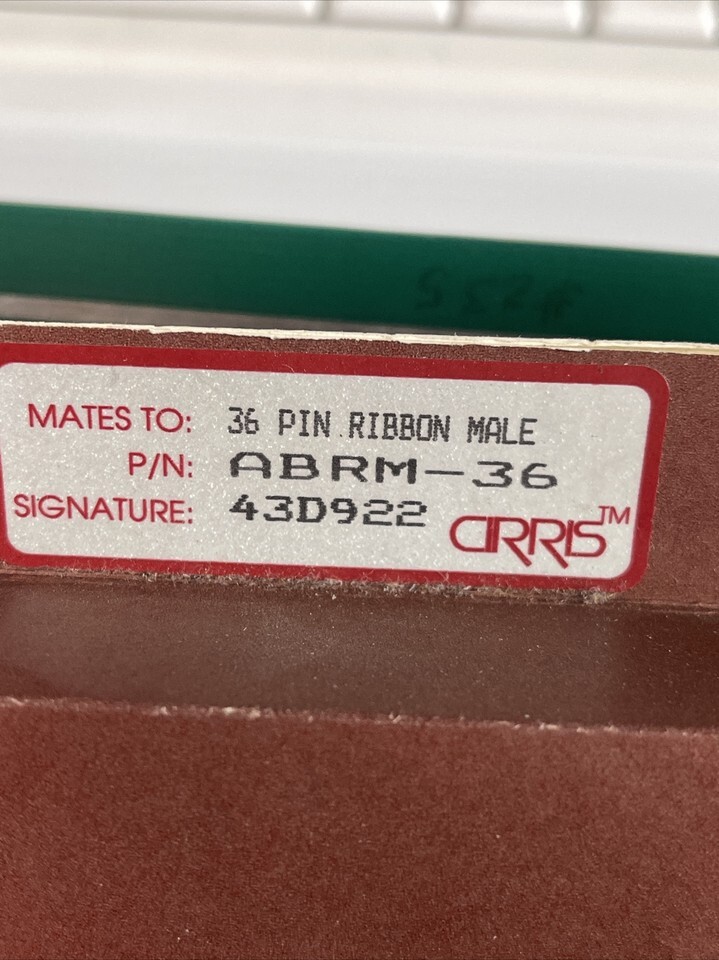 MATES TO: 36 PIN RIBBON MALE
P/N: ABRM-36
SIGNATURE: 43D922
CIRRIS™